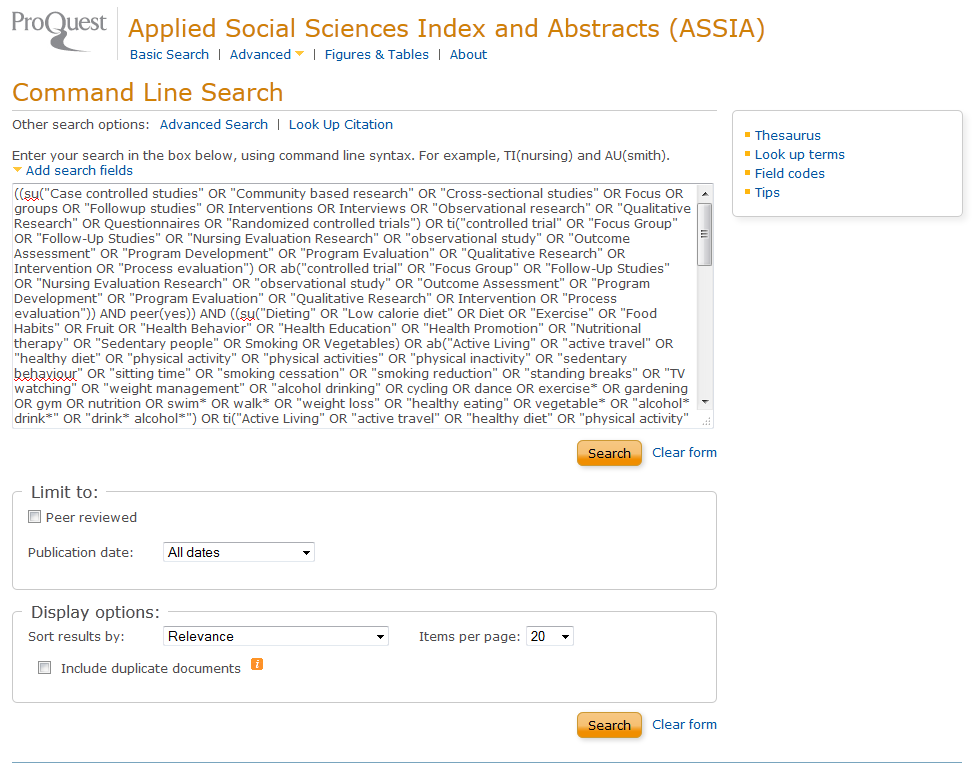 ProQuest
Applied Social Sciences Index and Abstracts (ASSIA)
Basic Search | Advanced | Figures & Tables | About
Command Line Search
Other search options: Advanced Search | Look Up Citation
Enter your search in the box below, using command line syntax. For example, TI(nursing) and AU(smith).
Add search fields
((su("Case controlled studies" OR "Community based research" OR "Cross-sectional studies" OR Focus OR
groups OR "Followup studies" OR Interventions OR Interviews OR "Observational research" OR "Qualitative
Research" OR Questionnaires OR "Randomized controlled trials") OR ti("controlled trial" OR "Focus Group"
OR "Follow-Up Studies" OR "Nursing Evaluation Research" OR "observational study" OR "Outcome
Assessment" OR "Program Development" OR "Program Evaluation" OR "Qualitative Research" OR
Intervention OR "Process evaluation") OR ab("controlled trial" OR "Focus Group" OR "Follow-Up Studies"
OR "Nursing Evaluation Research" OR "observational study" OR "Outcome Assessment" OR "Program
Development" OR "Program Evaluation" OR "Qualitative Research" OR Intervention OR "Process
evaluation")) AND peer(yes)) AND ((su("Dieting" OR "Low calorie diet" OR Diet OR "Exercise" OR "Food
Habits" OR Fruit OR "Health Behavior" OR "Health Education" OR "Health Promotion" OR "Nutritional
therapy" OR "Sedentary people" OR Smoking OR Vegetables) OR ab("Active Living" OR "active travel" OR
"healthy diet" OR "physical activity" OR "physical activities" OR "physical inactivity" OR "sedentary
behaviour" OR "sitting time" OR "smoking cessation" OR "smoking reduction" OR "standing breaks" OR "TV
watching" OR "weight management" OR "alcohol drinking" OR cycling OR dance OR exercise* OR gardening
OR gym OR nutrition OR swim* OR walk* OR "weight loss" OR "healthy eating" OR vegetable* OR "alcohol*
drink*" OR "drink* alcohol*") OR ti("Active Living" OR "active travel" OR "healthy diet" OR "physical activity"
Thesaurus
Look up terms
Field codes
Tips
Search Clear form
Limit to:
Peer reviewed
Publication date: All dates
Display options:
Sort results by: Relevance Items per page: 20
Include duplicate documents i
Search Clear form